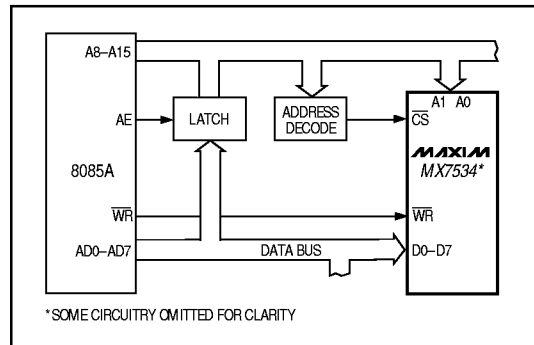 A8–A15
A1 A0
AE
LATCH
ADDRESS
DECODE
CS
MAXIM
MX7534*
8085A
WR
WR
AD0–AD7
DATA BUS
D0–D7
*SOME CIRCUITRY OMITTED FOR CLARITY